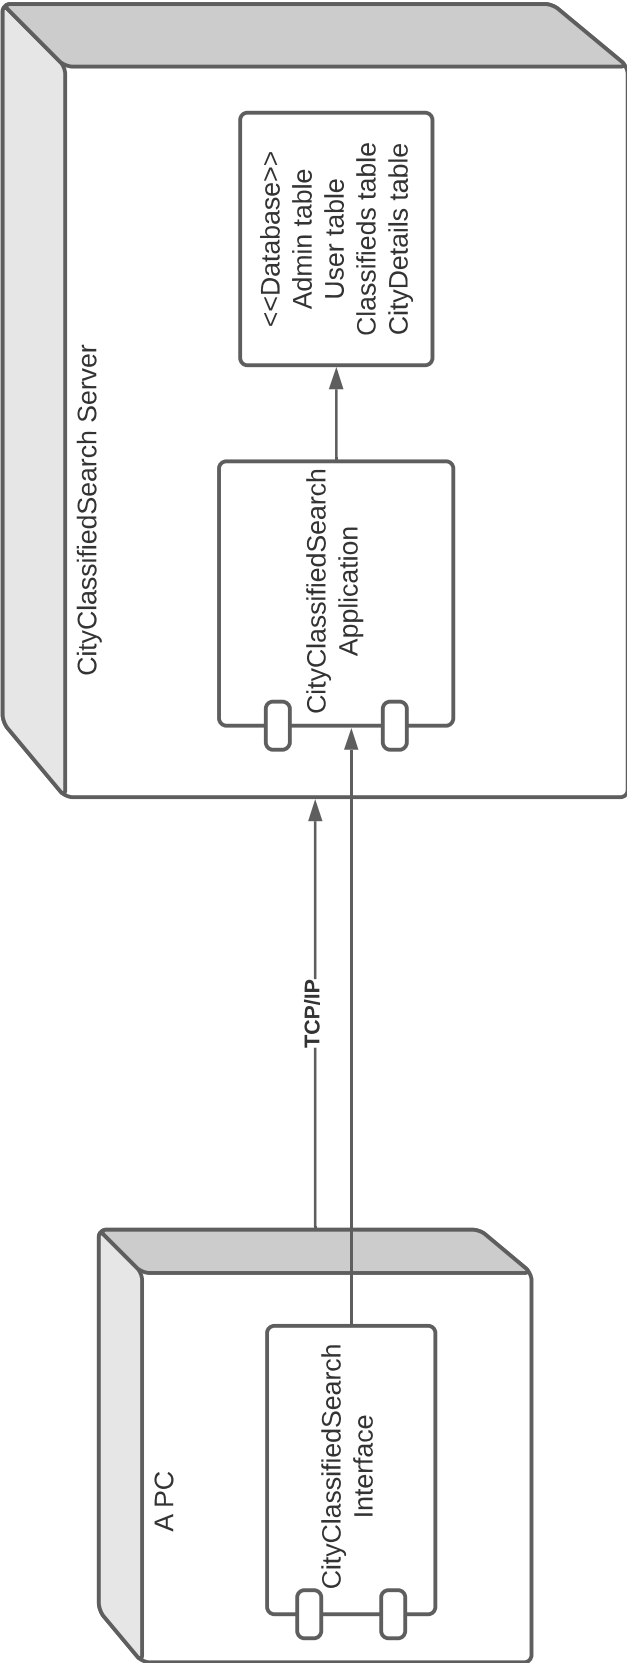 A PC
CityClassifiedSearch
Interface
TCP/IP
CityClassifiedSearch Server
CityClassifiedSearch
Application
<<Database>>
Admin table
User table
Classifieds table
CityDetails table